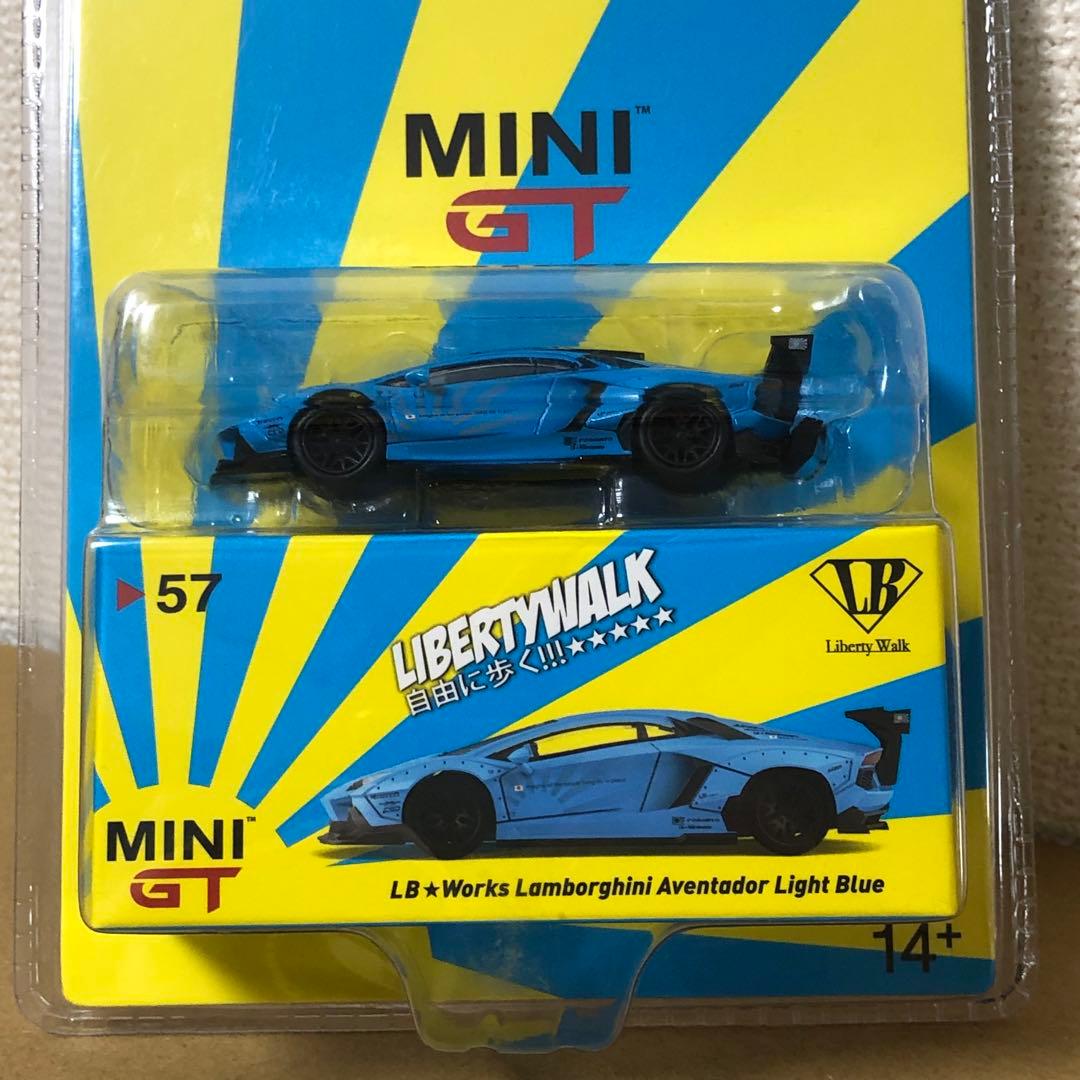 MINI™
GT
57
LIBERTYWALK
自由に歩く!!!★★★★★
LB
Liberty Walk
MINI™
GT
LB★Works Lamborghini Aventador Light Blue
14+